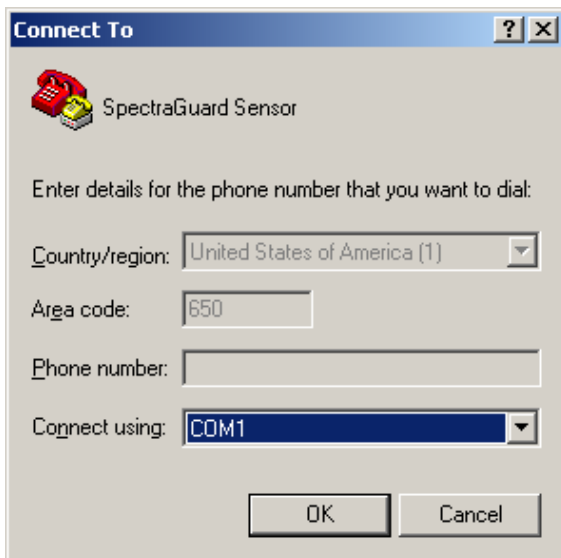 Connect To
SpectraGuard Sensor
Enter details for the phone number that you want to dial:
Country/region: United States of America (1)
Area code: 650
Phone number:
Connect using: COM1
OK Cancel